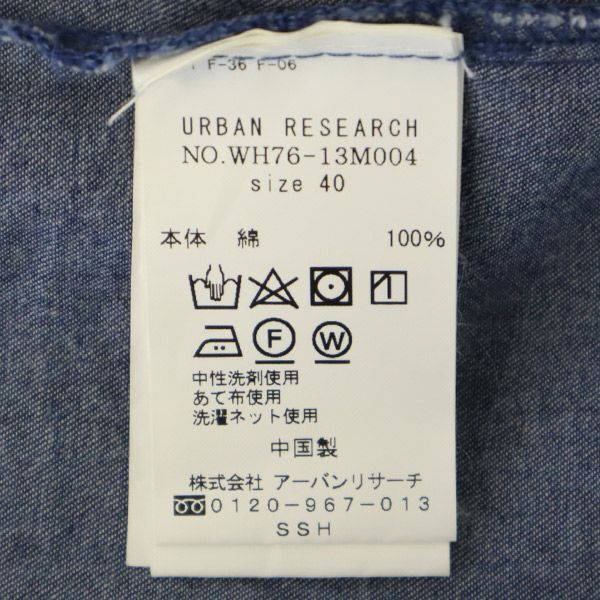 F-36 F-06
URBAN RESEARCH
NO.WH76-13M004
size 40
本体 綿 100%
F W
中性洗剤使用
あて布使用
洗濯ネット使用
中国製
株式会社 アーバンリサーチ
0120-967-013
SSH